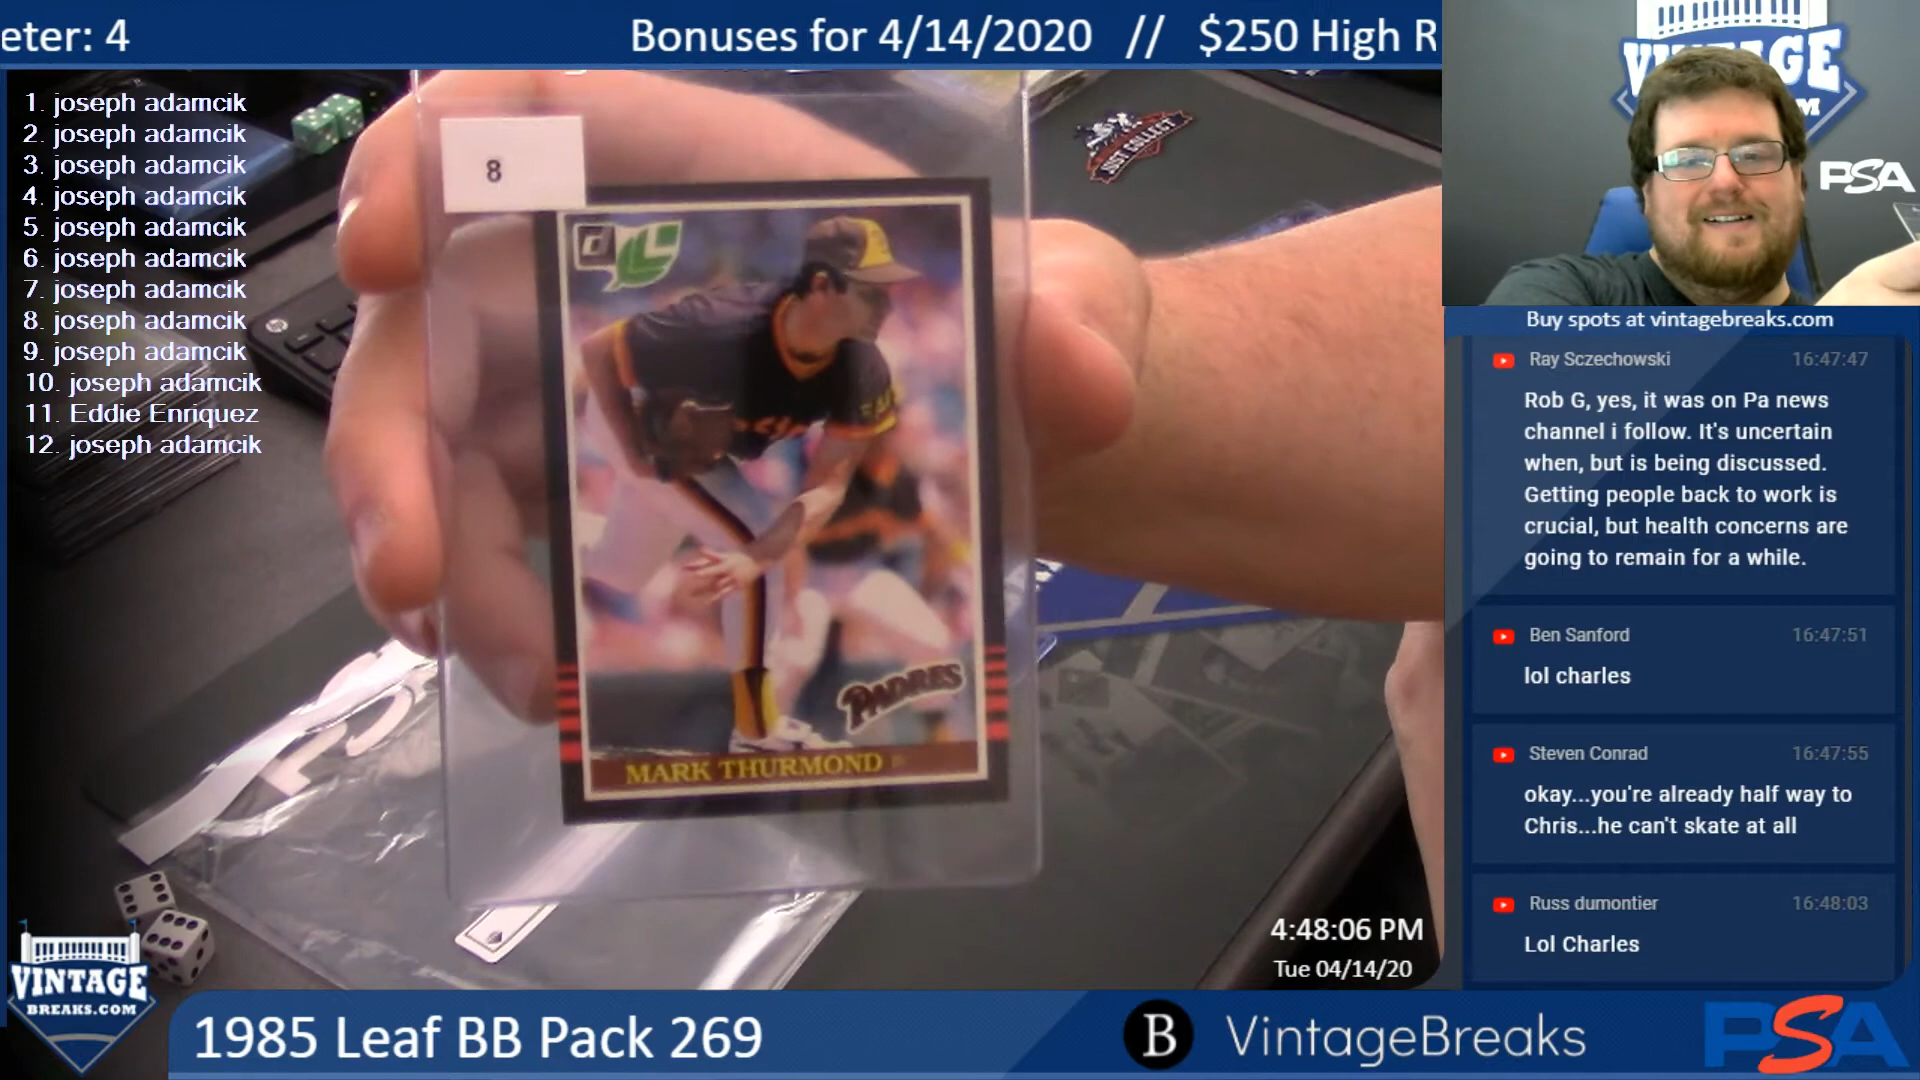 eter: 4
Bonuses for 4/14/2020 // $250 High R
1. joseph adamcik
2. joseph adamcik
3. joseph adamcik
4. joseph adamcik
5. joseph adamcik
6. joseph adamcik
7. joseph adamcik
8. joseph adamcik
9. joseph adamcik
10. joseph adamcik
11. Eddie Enriquez
12. joseph adamcik
8
JUST COLLECT
PADRES
MARK THURMOND
VINTAGE
PSA
Buy spots at vintagebreaks.com
Ray Sczechowski 16:47:47
Rob G, yes, it was on Pa news
channel i follow. It's uncertain
when, but is being discussed.
Getting people back to work is
crucial, but health concerns are
going to remain for a while.
Ben Sanford 16:47:51
lol charles
Steven Conrad 16:47:55
okay...you're already half way to
Chris...he can't skate at all
Russ dumontier 16:48:03
Lol Charles
4:48:06 PM
Tue 04/14/20
VINTAGE
BREAKS.COM
1985 Leaf BB Pack 269
B VintageBreaks
PSA